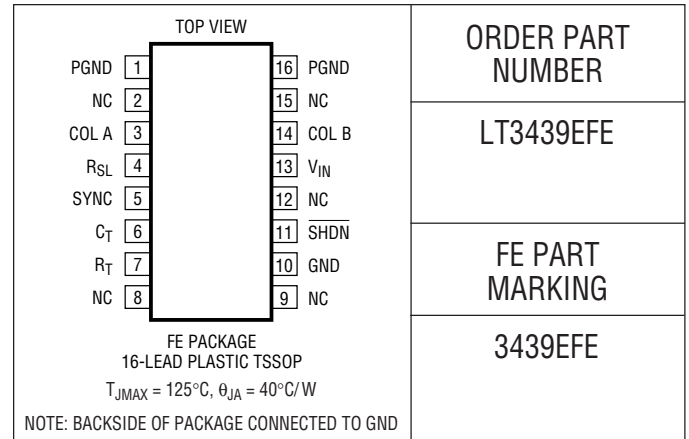 TOP VIEW
PGND 1
NC 2
COL A 3
RSL 4
SYNC 5
CT 6
RT 7
NC 8
16 PGND
15 NC
14 COL B
13 VIN
12 NC
11 SHDN
10 GND
9 NC
FE PACKAGE
16-LEAD PLASTIC TSSOP
TJMAX = 125°C, θJA = 40°C/W
NOTE: BACKSIDE OF PACKAGE CONNECTED TO GND
ORDER PART
NUMBER
LT3439EFE
FE PART
MARKING
3439EFE